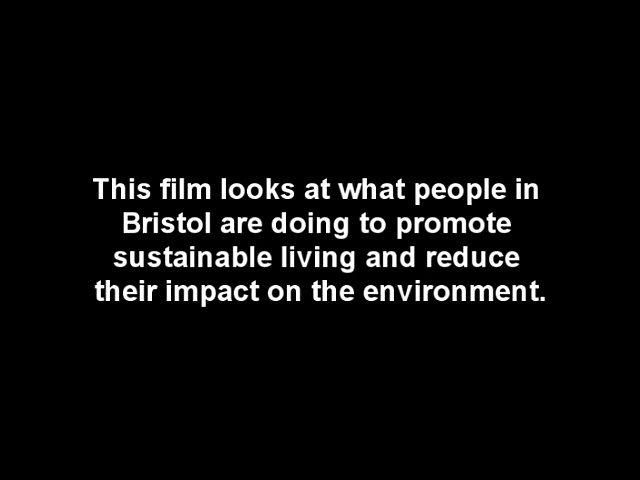 This film looks at what people in
Bristol are doing to promote
sustainable living and reduce
their impact on the environment.